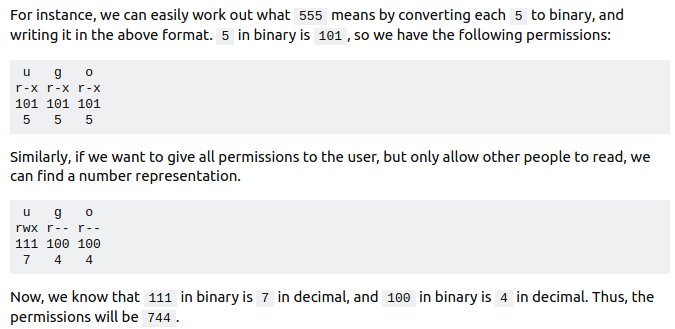 For instance, we can easily work out what 555 means by converting each 5 to binary, and
writing it in the above format. 5 in binary is 101 , so we have the following permissions:
u g o
r-x r-x r-x
101 101 101
5 5 5
Similarly, if we want to give all permissions to the user, but only allow other people to read, we
can find a number representation.
u g o
rwx r-- r--
111 100 100
7 4 4
Now, we know that 111 in binary is 7 in decimal, and 100 in binary is 4 in decimal. Thus, the
permissions will be 744 .